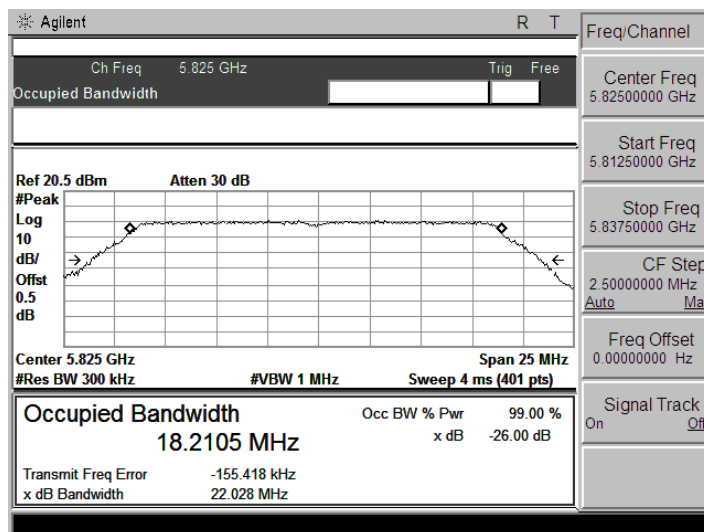 Agilent R T
Ch Freq 5.825 GHz Trig Free
Occupied Bandwidth
Ref 20.5 dBm Atten 30 dB
#Peak
Log
10
dB/
Offst
0.5
dB
Center 5.825 GHz Span 25 MHz
#Res BW 300 kHz #VBW 1 MHz Sweep 4 ms (401 pts)
Occupied Bandwidth Occ BW % Pwr 99.00 %
18.2105 MHz x dB -26.00 dB
Transmit Freq Error -155.418 kHz
x dB Bandwidth 22.028 MHz
Freq/Channel
Center Freq
5.82500000 GHz
Start Freq
5.81250000 GHz
Stop Freq
5.83750000 GHz
CF Step
2.50000000 MHz
Auto Ma
Freq Offset
0.00000000 Hz
Signal Track
On Off